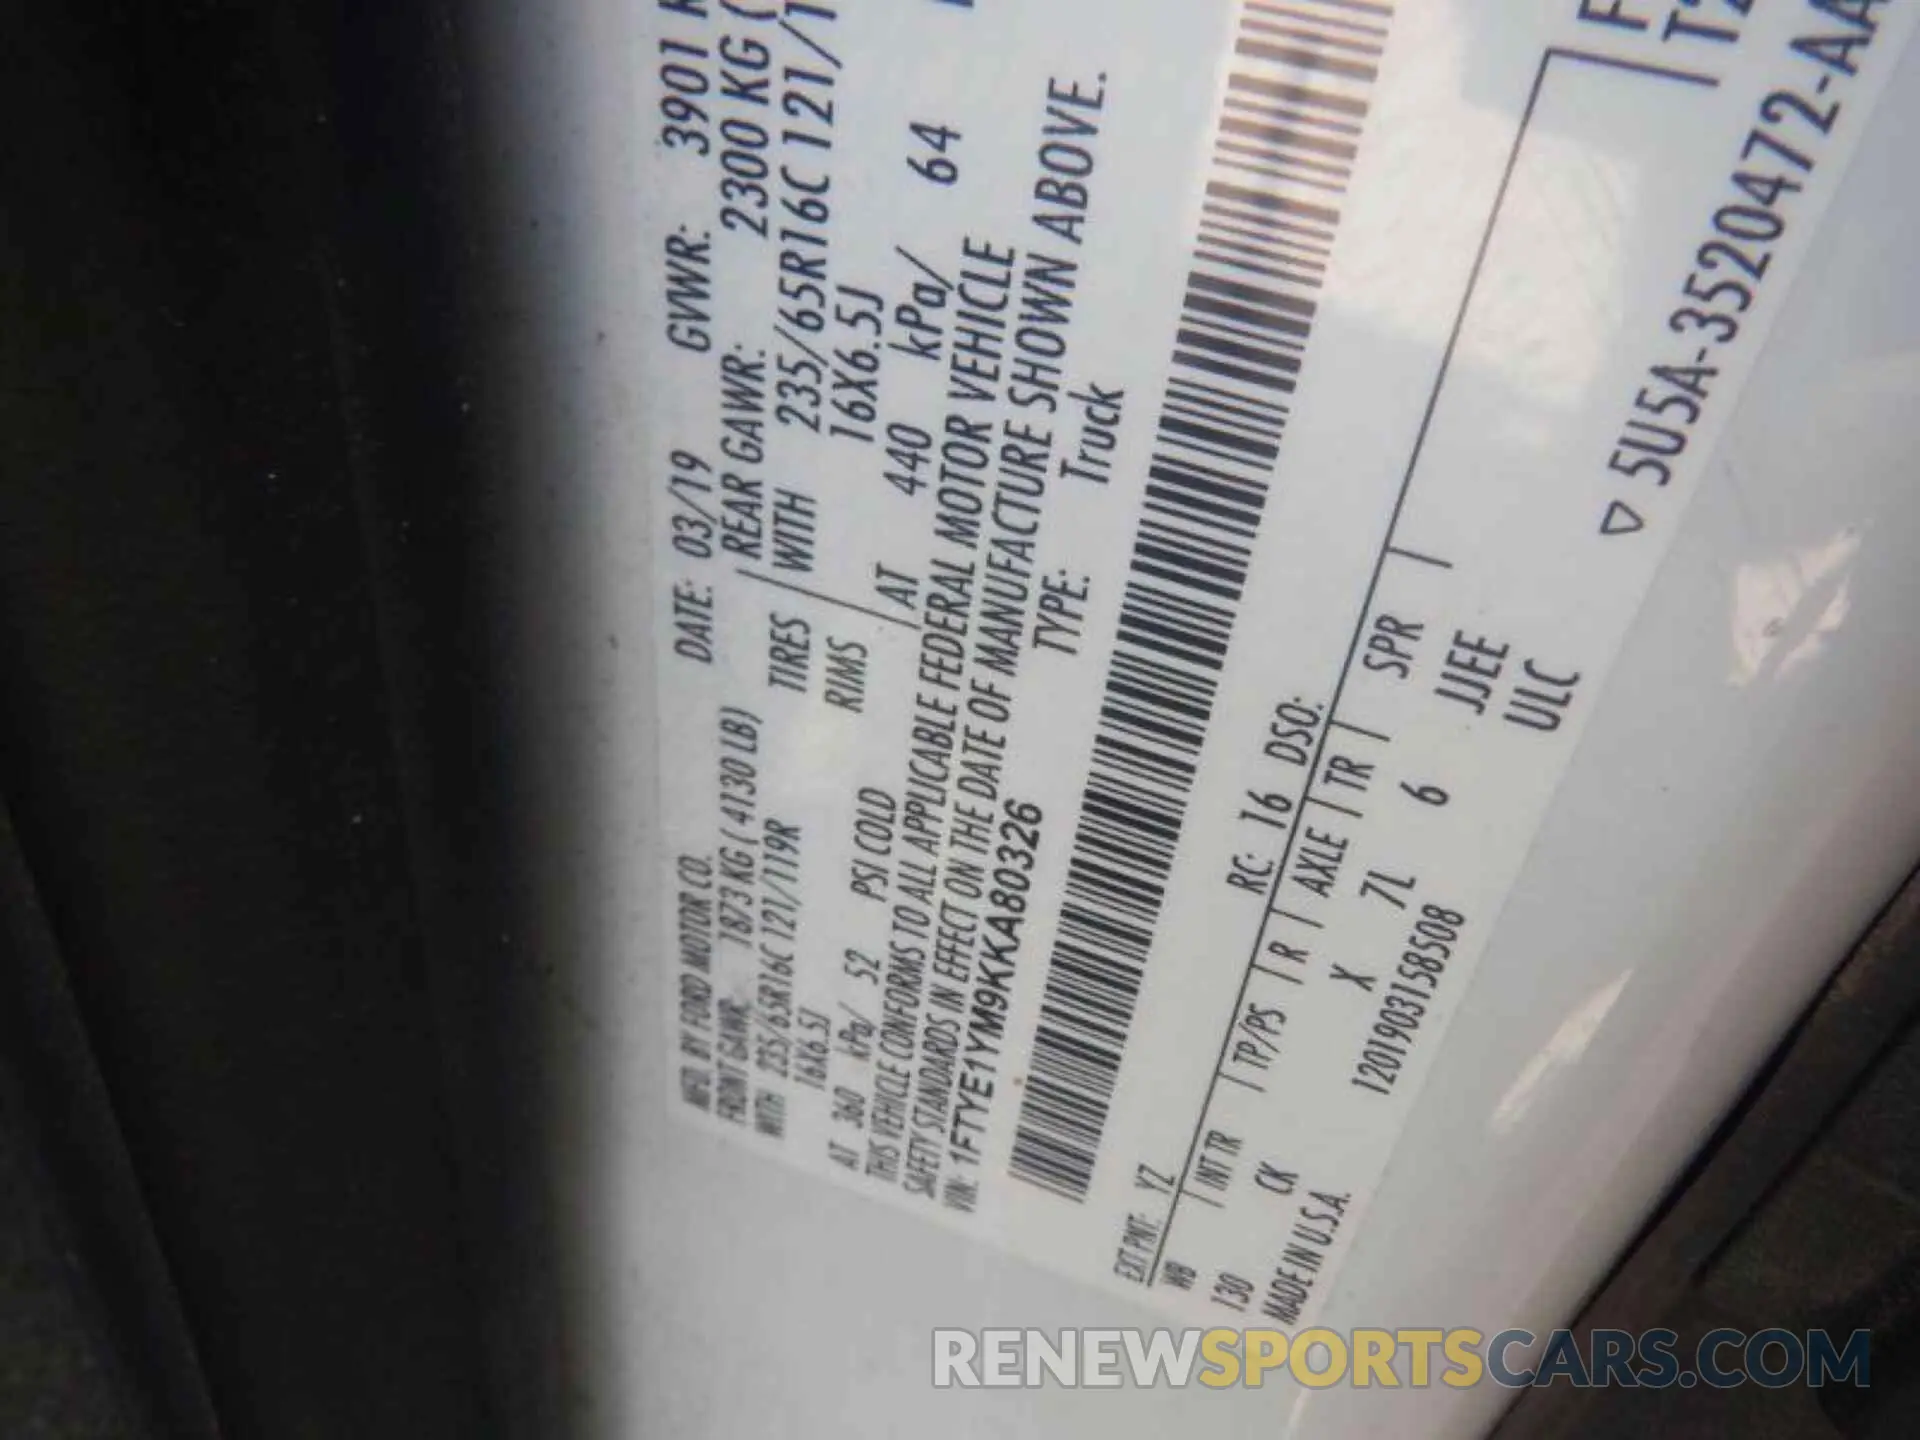 MFD. BY FORD MOTOR CO. DATE: 03/19 GVWR: 3901
FRONT GAWR: 1873 KG ( 4130 LB) REAR GAWR: 2300 KG (
WITH 235/65R16C 121/119R TIRES WITH 235/65R16C 121/1
16X6.5J RIMS 16X6.5J
AT 360 kPa/ 52 PSI COLD AT 440 kPa/ 64
THIS VEHICLE CONFORMS TO ALL APPLICABLE FEDERAL MOTOR VEHICLE
SAFETY STANDARDS IN EFFECT ON THE DATE OF MANUFACTURE SHOWN ABOVE.
VIN: 1FTYE1YM9KKA80326 TYPE: Truck
EXT PNT: YZ RC: 16 DSO:
WB | INT TR | TP/PS | R | AXLE | TR | SPR |
130 CK X 7L 6 JJEE
MADE IN U.S.A. 1201903158508 ULC
▽ 5U5A-3520472-AA
RENEWSPORTSCARS.COM